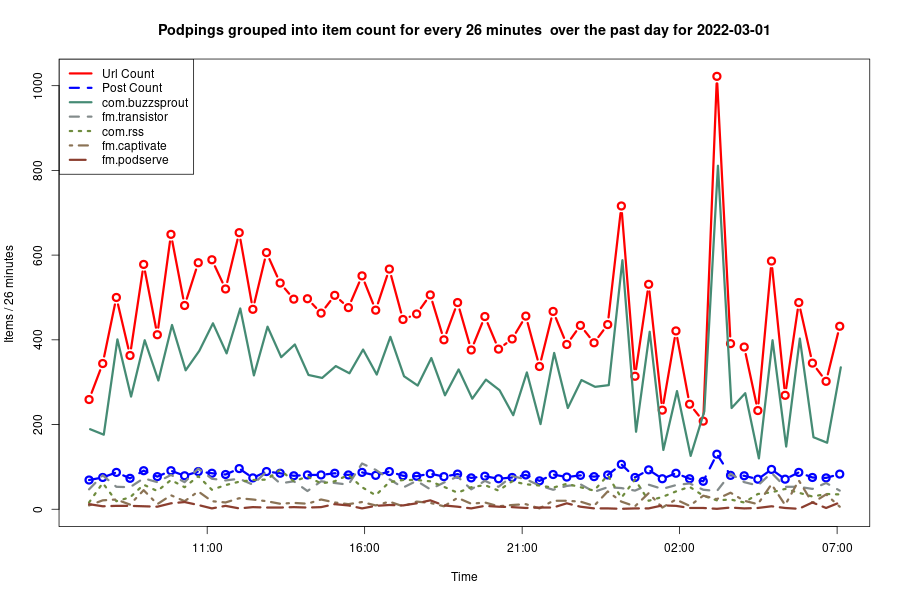 Podpings grouped into item count for every 26 minutes  over the past day for 2022-03-01
Url Count
Post Count
com.buzzsprout
fm.transistor
com.rss
fm.captivate
fm.podserve
Items / 26 minutes
1000
800
600
400
200
0
11:00
16:00
21:00
02:00
07:00
Time